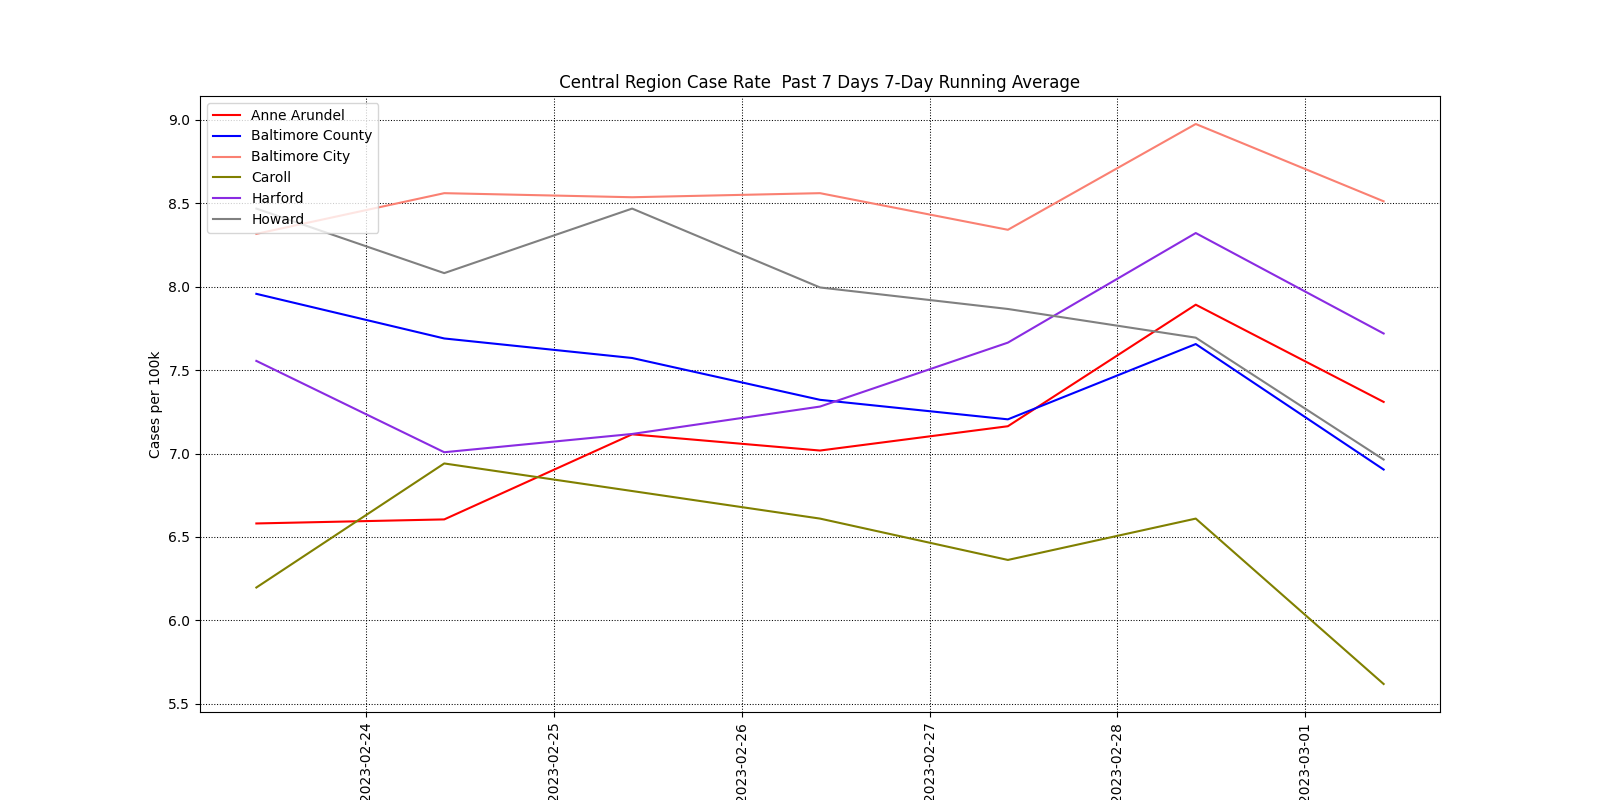 Central Region Case Rate  Past 7 Days 7-Day Running Average
Anne Arundel
Baltimore County
Baltimore City
Caroll
Harford
Howard
Cases per 100k
9.0
8.5
8.0
7.5
7.0
6.5
6.0
5.5
2023-02-24
2023-02-25
2023-02-26
2023-02-27
2023-02-28
2023-03-01